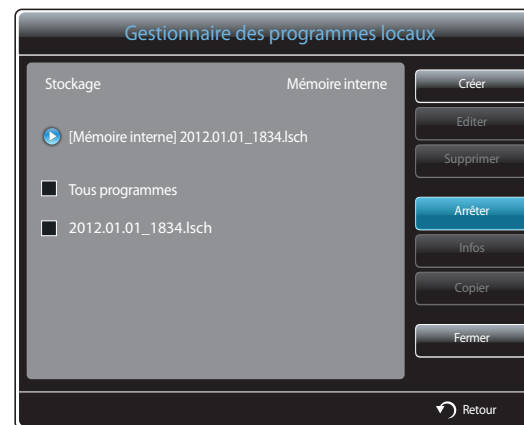 Gestionnaire des programmes locaux
Stockage Mémoire interne
[Mémoire interne] 2012.01.01_1834.lsch
Tous programmes
2012.01.01_1834.lsch
Créer
Editer
Supprimer
Arrêter
Infos
Copier
Fermer
Retour